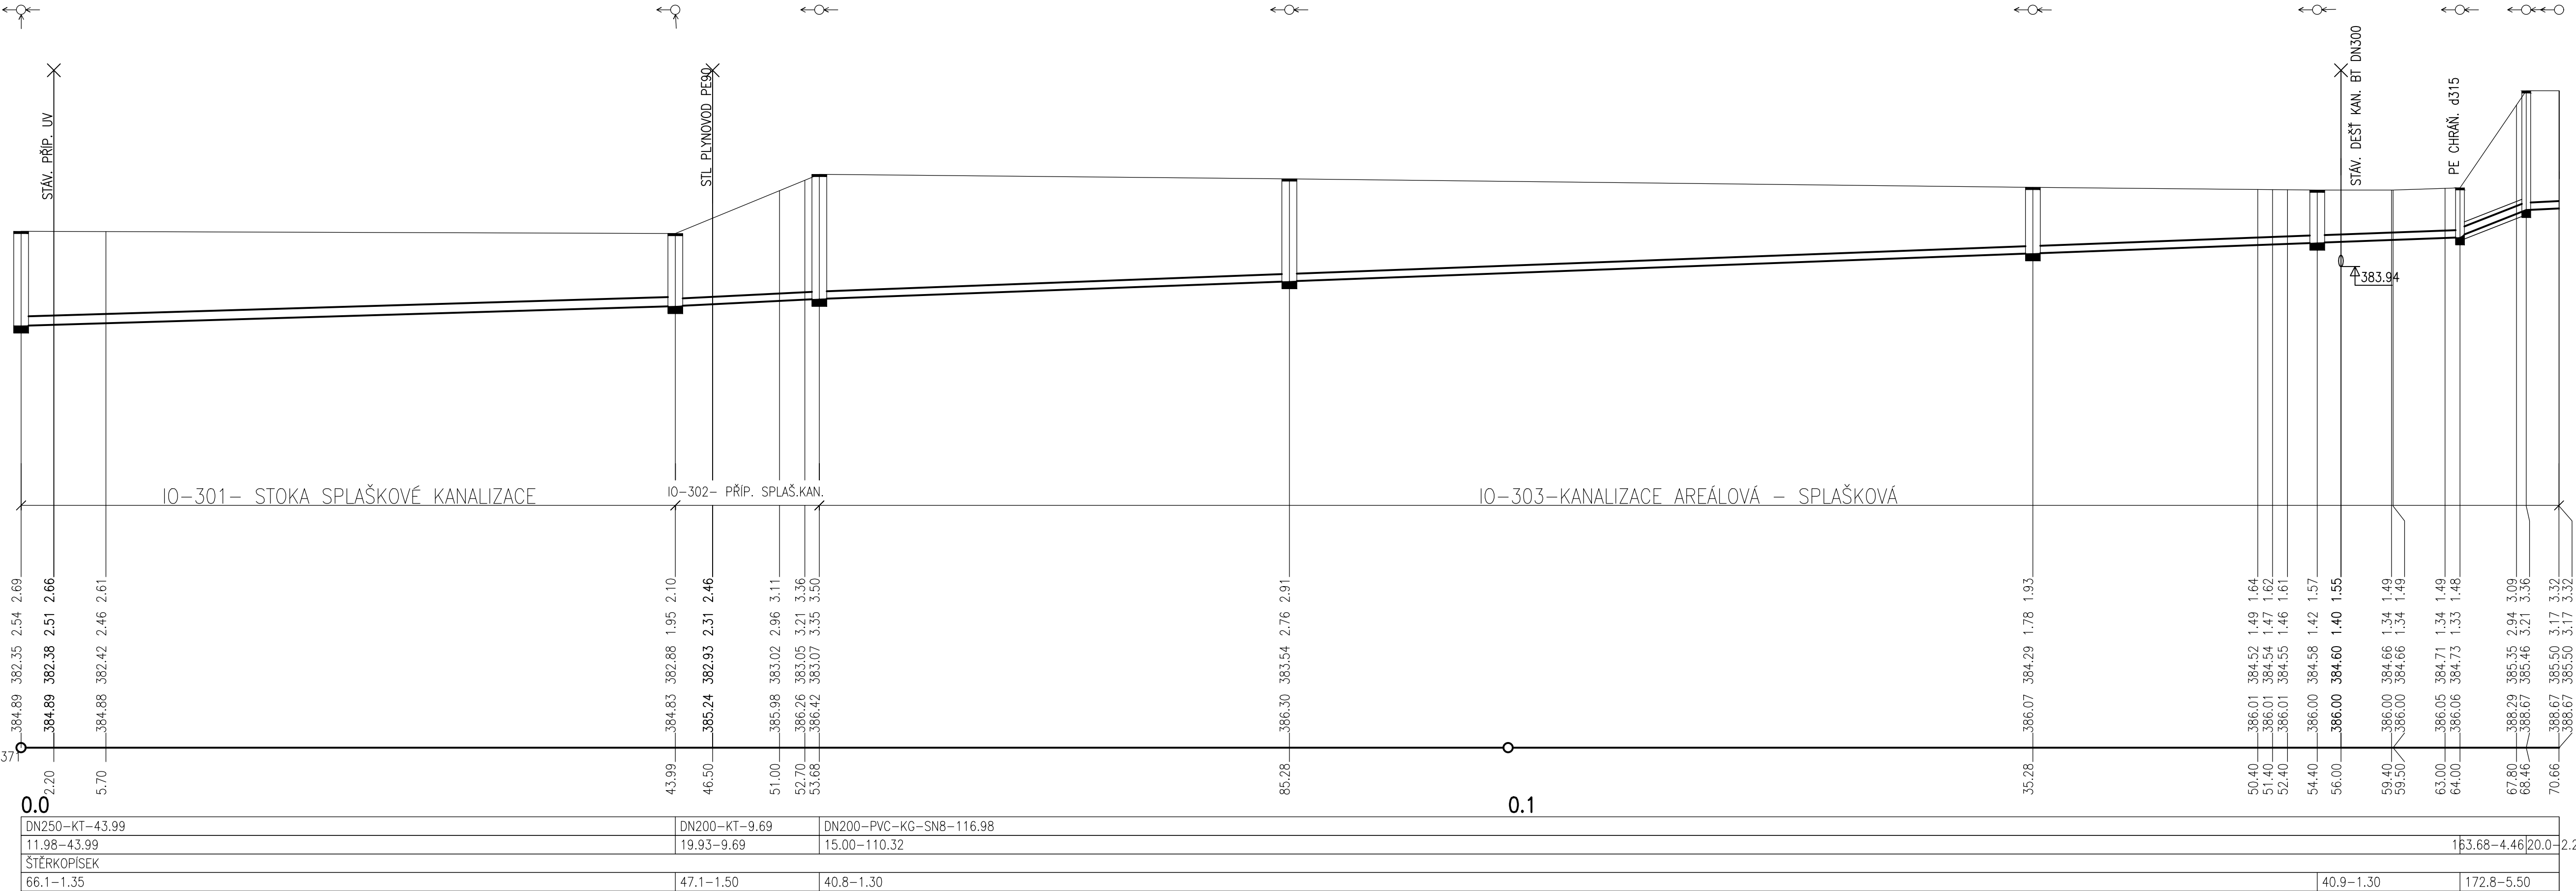 STÁV. PŘÍP. UV
STL PLYNOVOD PE90
STÁV. DEŠŤ KAN. BT DN300
PE CHRÁŇ. d315
383.94
IO-301- STOKA SPLAŠKOVÉ KANALIZACE
IO-302- PŘÍP. SPLAŠ.KAN.
IO-303-KANALIZACE AREÁLOVÁ - SPLAŠKOVÁ
384.89 382.35 2.54 2.69
384.89 382.38 2.51 2.66
384.88 382.42 2.46 2.61
384.83 382.88 1.95 2.10
385.24 382.93 2.31 2.46
385.98 383.02 2.96 3.11
386.26 383.05 3.21 3.36
386.42 383.07 3.35 3.50
386.30 383.54 2.76 2.91
386.07 384.29 1.78 1.93
386.01 384.52 1.49 1.64
386.01 384.54 1.47 1.62
386.01 384.55 1.46 1.61
386.00 384.58 1.42 1.57
386.00 384.60 1.40 1.55
386.00 384.66 1.34 1.49
386.00 384.66 1.34 1.49
386.05 384.71 1.34 1.49
386.06 384.73 1.33 1.48
388.29 385.35 2.94 3.09
388.67 385.46 3.21 3.36
388.67 385.50 3.17 3.32
388.67 385.50 3.17 3.32
371
2.20
5.70
43.99
46.50
51.00
52.70
53.68
85.28
35.28
50.40
51.40
52.40
54.40
56.00
59.40
59.50
63.00
64.00
67.80
68.46
70.66
0.0
0.1
DN250-KT-43.99
DN200-KT-9.69
DN200-PVC-KG-SN8-116.98
11.98-43.99
19.93-9.69
15.00-110.32
163.68-4.46
20.0-2.2
ŠTĚRKOPÍSEK
66.1-1.35
47.1-1.50
40.8-1.30
40.9-1.30
172.8-5.50